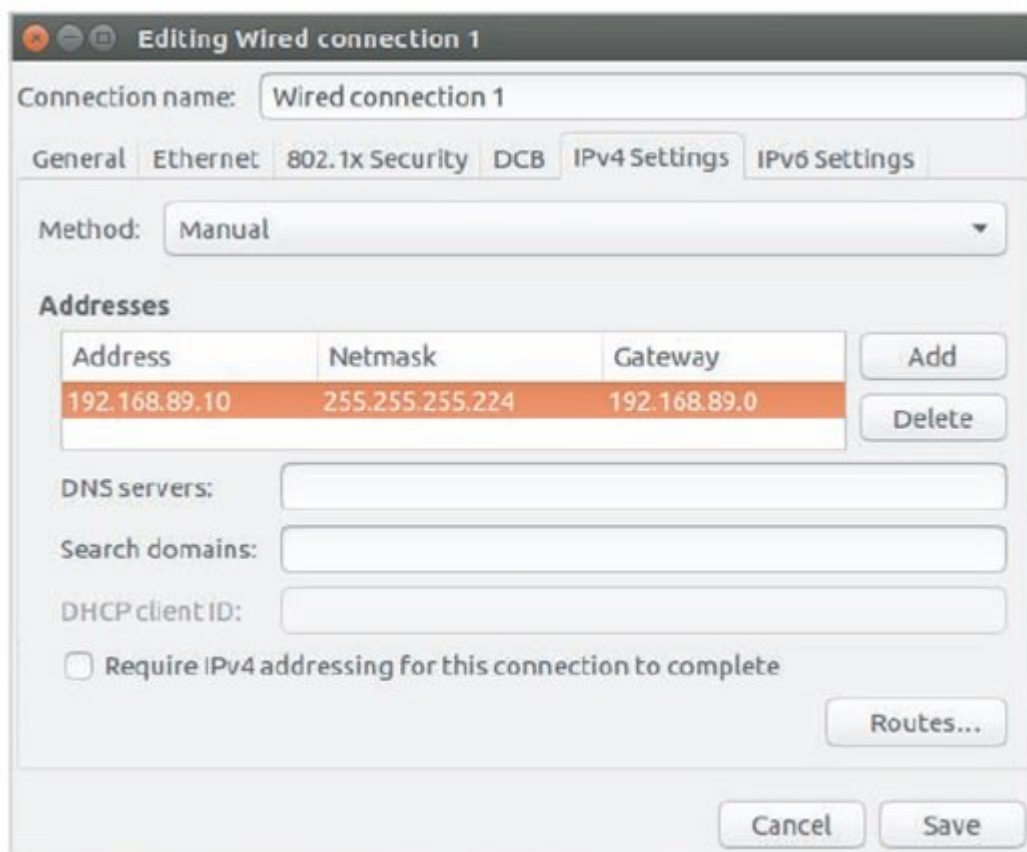 Editing Wired connection 1
Connection name: Wired connection 1
General Ethernet 802.1x Security DCB IPv4 Settings IPv6 Settings
Method: Manual
Addresses
Address Netmask Gateway Add
192.168.89.10 255.255.255.224 192.168.89.0
Delete
DNS servers:
Search domains:
DHCP client ID:
Require IPv4 addressing for this connection to complete
Routes...
Cancel Save